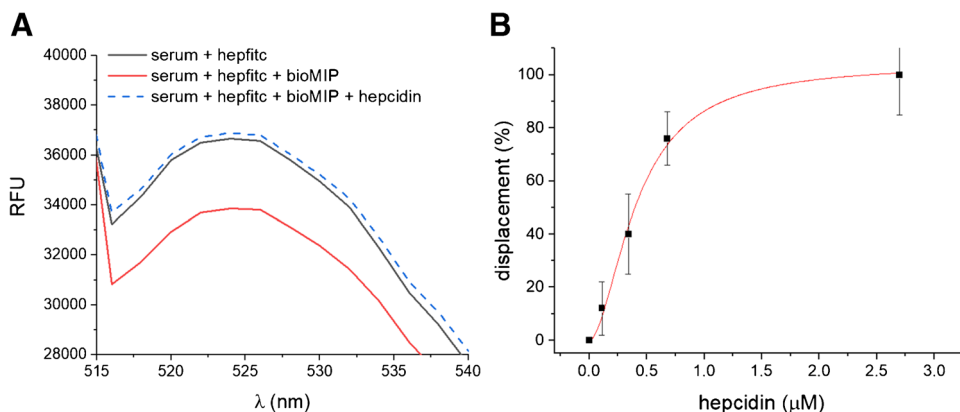 A
40000
38000
36000
34000
32000
30000
28000
RFU
serum + hepfitc
serum + hepfitc + bioMIP
serum + hepfitc + bioMIP + hepcidin
515 520 525 530 535 540
λ (nm)
B
100
80
60
40
20
0
displacement (%)
0.0 0.5 1.0 1.5 2.0 2.5 3.0
hepcidin (μM)